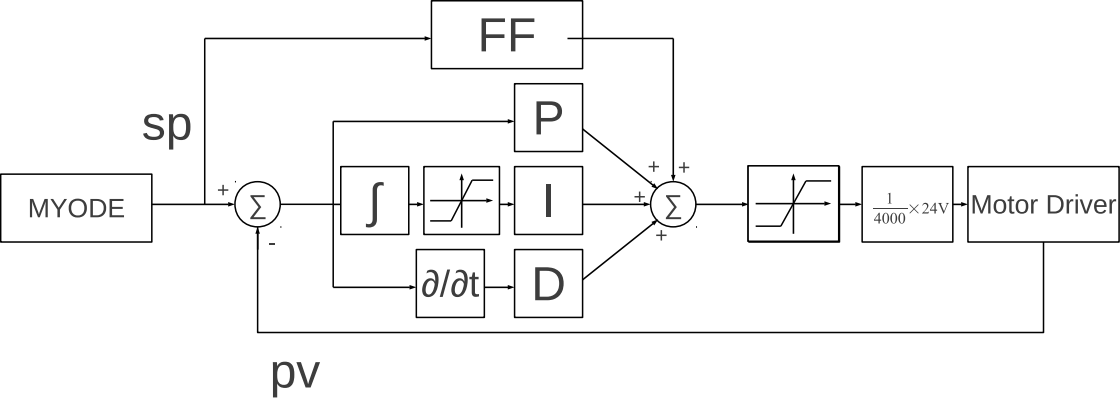 FF
sp
P
+ +
MYODE
+
Σ
∫
I
+
Σ
1/4000 × 24V
Motor Driver
-
+
∂/∂t
D
pv